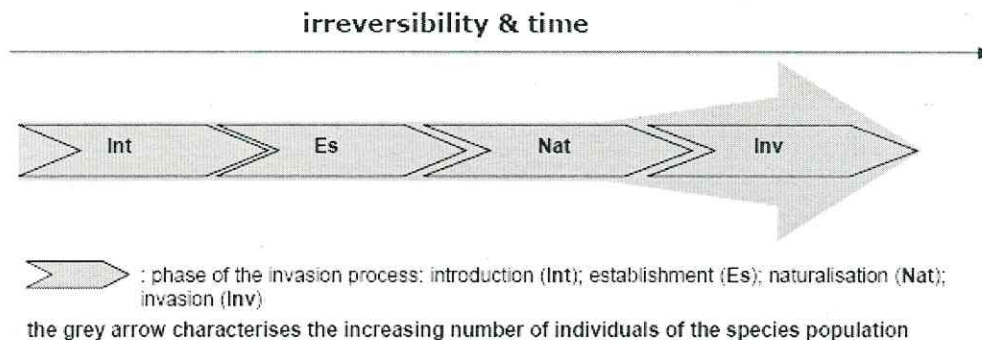 irreversibility & time
Int Es Nat Inv
: phase of the invasion process: introduction (Int); establishment (Es); naturalisation (Nat);
invasion (Inv)
the grey arrow characterises the increasing number of individuals of the species population